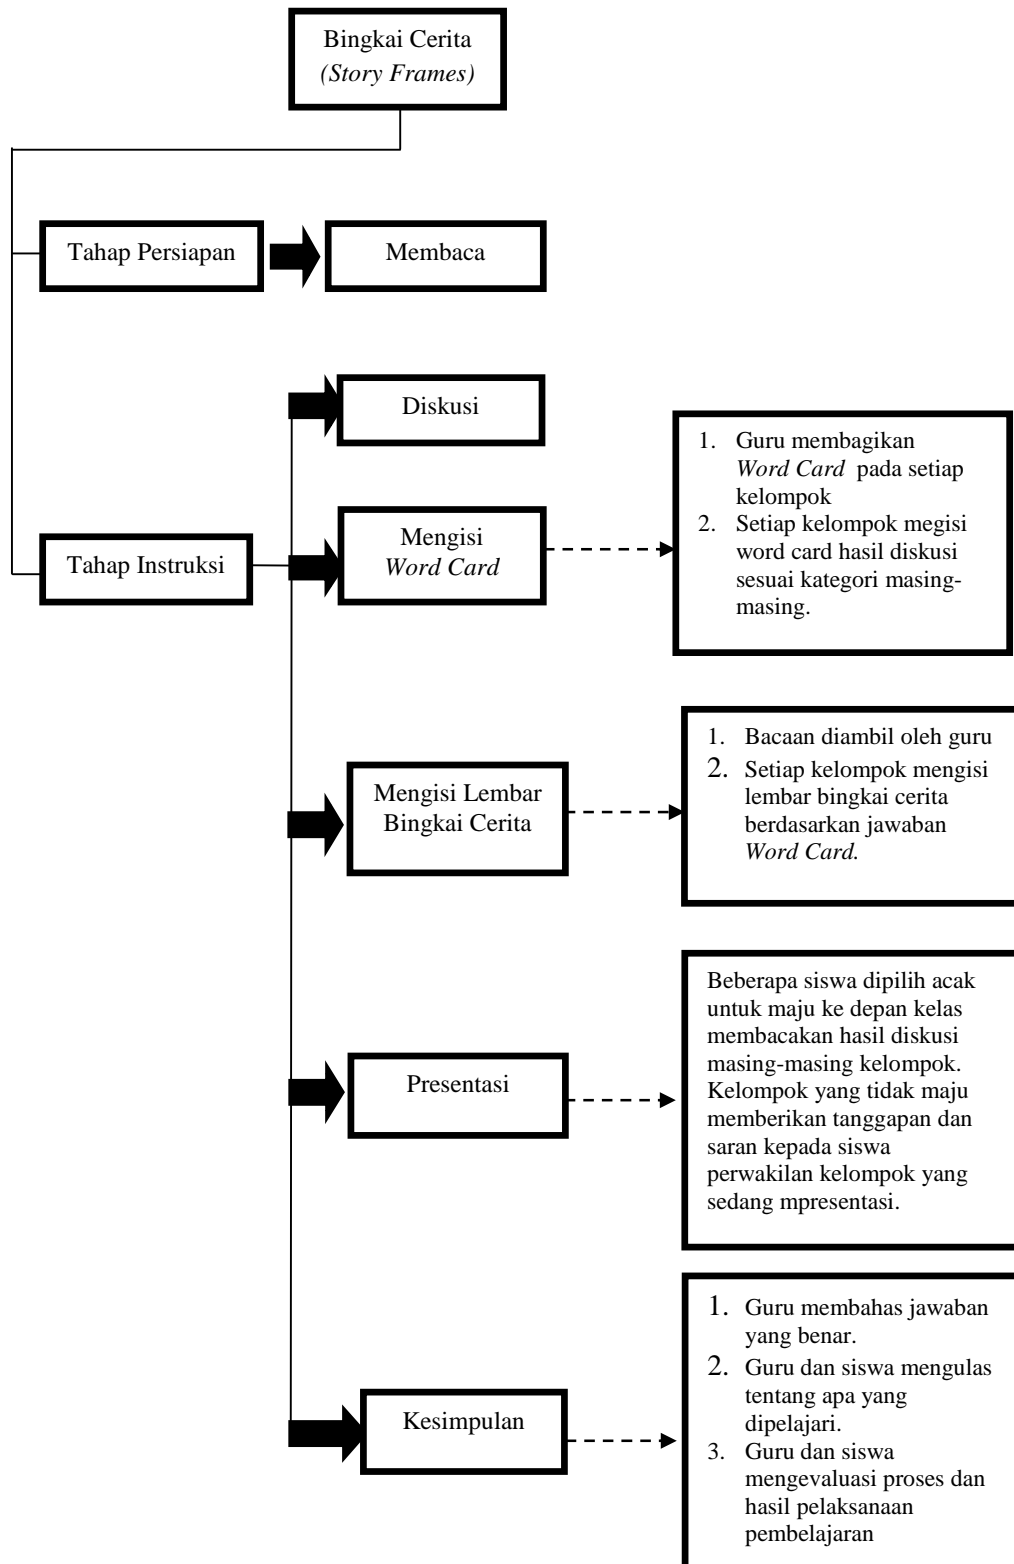 Bingkai Cerita
(Story Frames)
Tahap Persiapan
Membaca
Diskusi
1. Guru membagikan
Word Card pada setiap
kelompok
2. Setiap kelompok megisi
word card hasil diskusi
sesuai kategori masing-
masing.
Mengisi
Word Card
Tahap Instruksi
1. Bacaan diambil oleh guru
2. Setiap kelompok mengisi
lembar bingkai cerita
berdasarkan jawaban
Word Card.
Mengisi Lembar
Bingkai Cerita
Beberapa siswa dipilih acak
untuk maju ke depan kelas
membacakan hasil diskusi
masing-masing kelompok.
Kelompok yang tidak maju
memberikan tanggapan dan
saran kepada siswa
perwakilan kelompok yang
sedang mpresentasi.
Presentasi
1. Guru membahas jawaban
yang benar.
2. Guru dan siswa mengulas
tentang apa yang
dipelajari.
3. Guru dan siswa
mengevaluasi proses dan
hasil pelaksanaan
pembelajaran
Kesimpulan